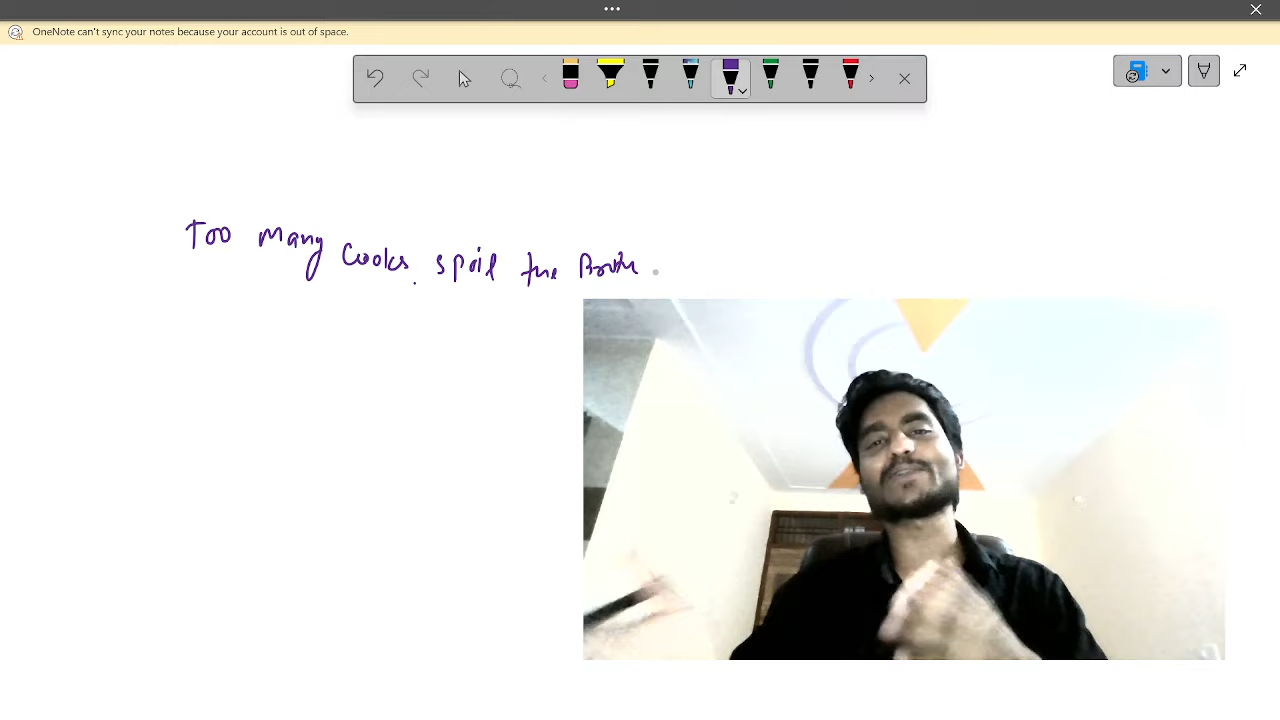 OneNote can't sync your notes because your account is out of space.
Too Many Cooks spoil the Broth